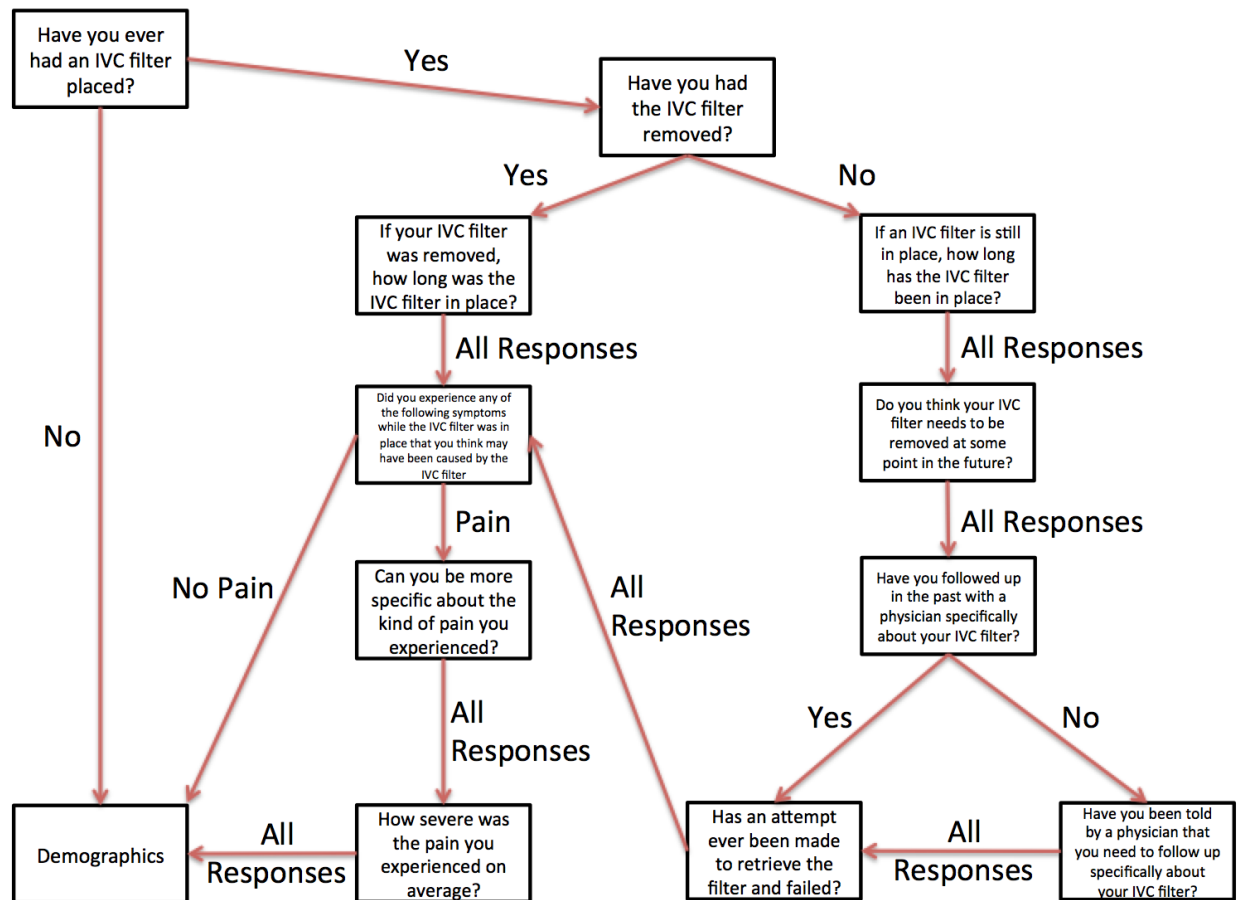 Have you ever
had an IVC filter
placed?
Yes
Have you had
the IVC filter
removed?
Yes
No
If your IVC filter
was removed,
how long was the
IVC filter in place?
If an IVC filter is still
in place, how long
has the IVC filter
been in place?
All Responses
All Responses
Did you experience any of
the following symptoms
while the IVC filter was in
place that you think may
have been caused by the
IVC filter
Do you think your IVC
filter needs to be
removed at some
point in the future?
No
Pain
All Responses
No Pain
Can you be more
specific about the
kind of pain you
experienced?
All
Responses
Have you followed up
in the past with a
physician specifically
about your IVC filter?
All
Responses
Yes
No
Demographics
All
Responses
How severe was
the pain you
experienced on
average?
Has an attempt
ever been made
to retrieve the
filter and failed?
All
Responses
Have you been told
by a physician that
you need to follow up
specifically about
your IVC filter?